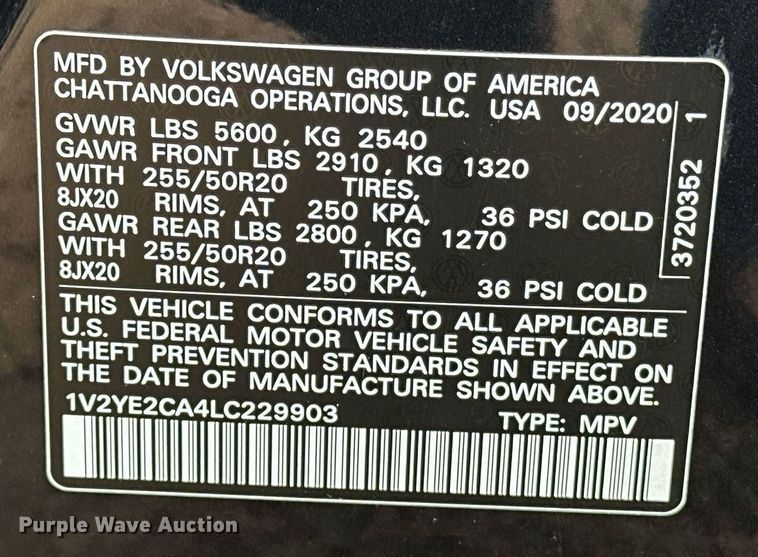 MFD BY VOLKSWAGEN GROUP OF AMERICA
CHATTANOOGA OPERATIONS, LLC. USA 09/2020
GVWR LBS 5600, KG 2540
GAWR FRONT LBS 2910, KG 1320
WITH 255/50R20 TIRES,
8JX20 RIMS, AT 250 KPA, 36 PSI COLD
GAWR REAR LBS 2800, KG 1270
WITH 255/50R20 TIRES,
8JX20 RIMS, AT 250 KPA, 36 PSI COLD
3720352 1
THIS VEHICLE CONFORMS TO ALL APPLICABLE
U.S. FEDERAL MOTOR VEHICLE SAFETY AND
THEFT PREVENTION STANDARDS IN EFFECT ON
THE DATE OF MANUFACTURE SHOWN ABOVE.
1V2YE2CA4LC229903 TYPE: MPV
Purple Wave Auction